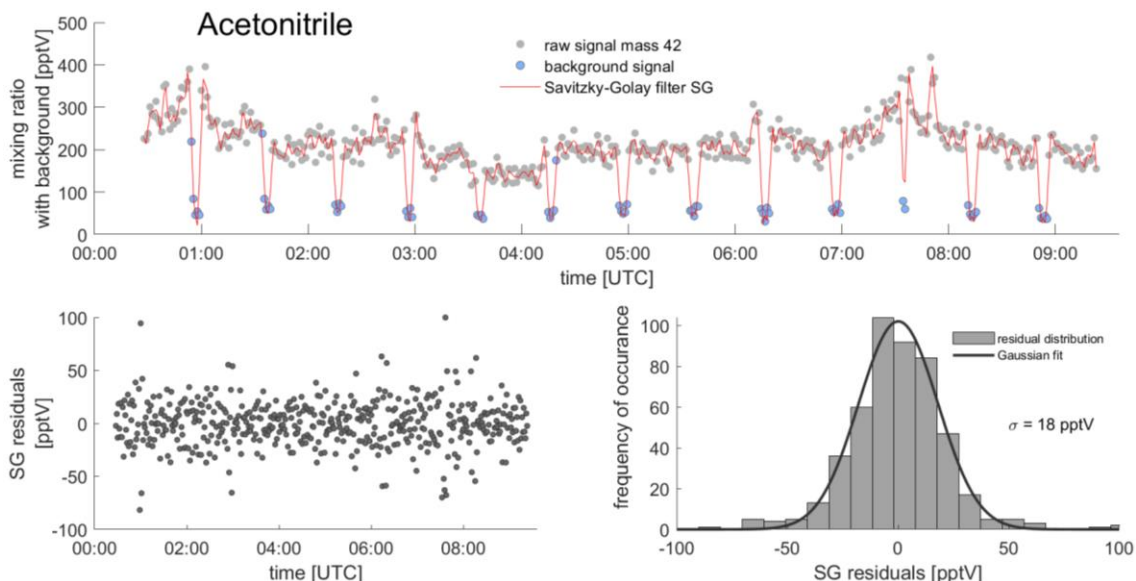 Acetonitrile
500
400
300
200
100
0
mixing ratio
with background [pptV]
raw signal mass 42
background signal
Savitzky-Golay filter SG
00:00 01:00 02:00 03:00 04:00 05:00 06:00 07:00 08:00 09:00
time [UTC]
100
50
0
-50
-100
SG residuals
[pptV]
00:00 02:00 04:00 06:00 08:00
time [UTC]
100
80
60
40
20
0
frequency of occurance
residual distribution
Gaussian fit
σ = 18 pptV
-100 -50 0 50 100
SG residuals [pptV]